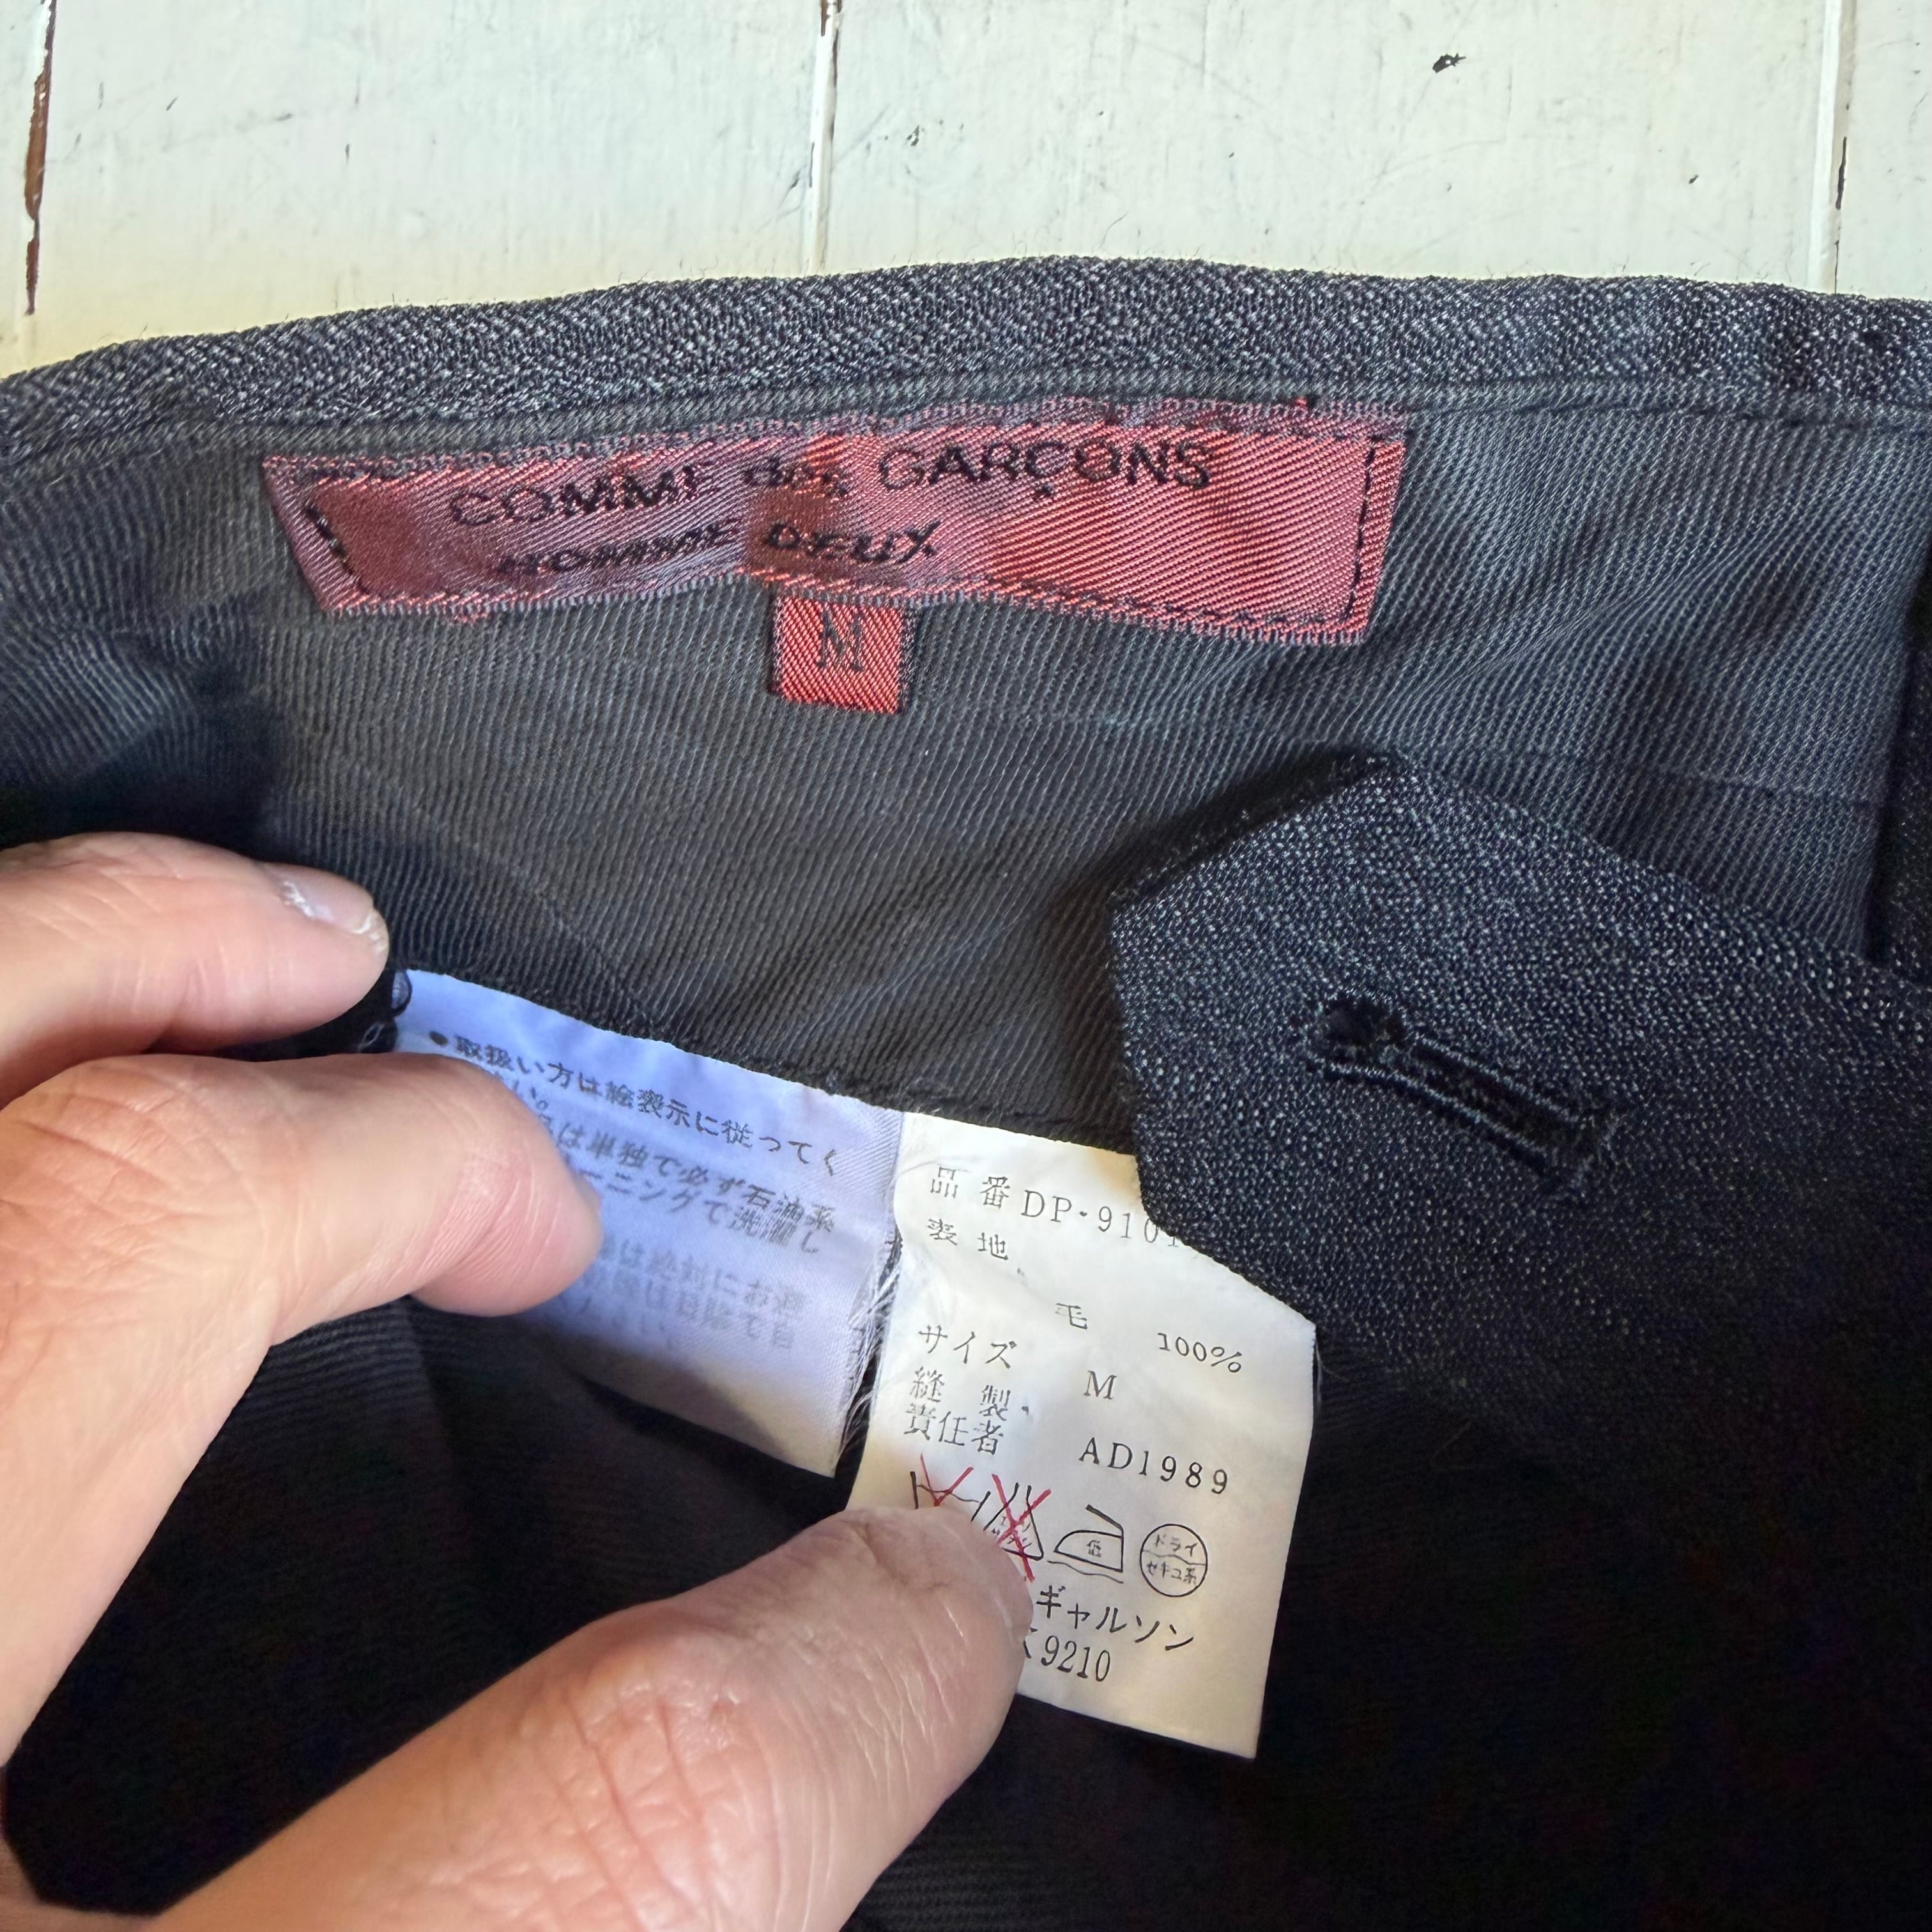 COMME des GARÇONS
HOMME DEUX
M
●取扱い方は絵表示に従ってく
い。
は単独で必ず石油系
ニングで洗濯し
は絶対にお
品番 DP-910
表地
毛 100%
サイズ M
縫製
責任者 AD1989
低
ドライ
セキユ系
ギャルソン
9210